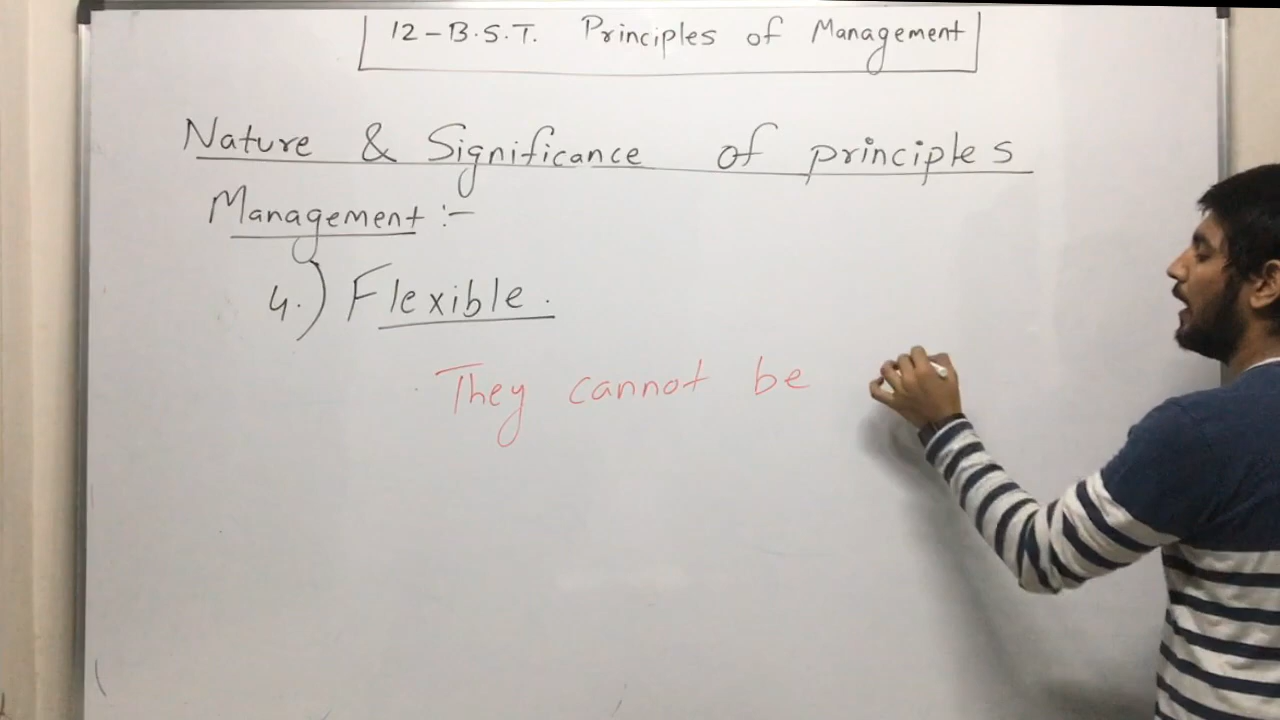 12-B.S.T. Principles of Management
Nature & Significance of principles
Management :-
4.) Flexible.
They cannot be